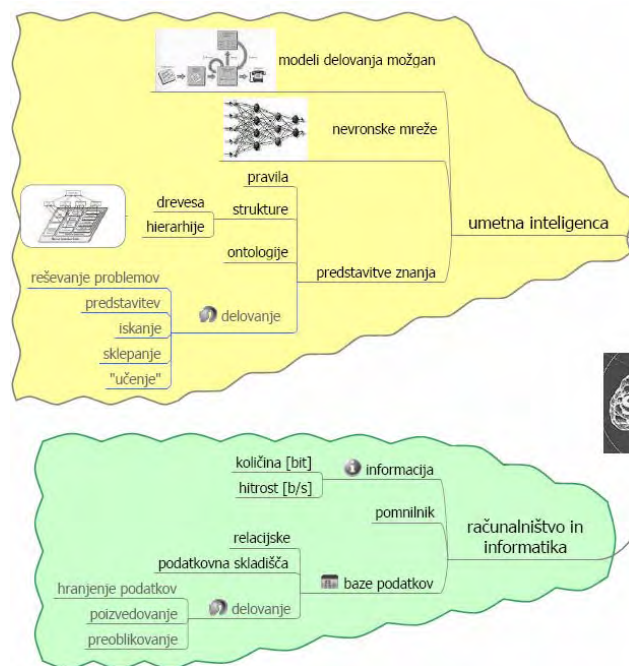 modeli delovanja možgan
nevronske mreže
pravila
drevesa
hierarhije
strukture
ontologije
predstavitve znanja
umetna inteligenca
reševanje problemov
predstavitev
iskanje
sklepanje
"učenje"
delovanje
količina [bit]
hitrost [b/s]
informacija
pomnilnik
računalništvo in
informatika
relacijske
podatkovna skladišča
baze podatkov
hranjenje podatkov
poizvedovanje
preoblikovanje
delovanje